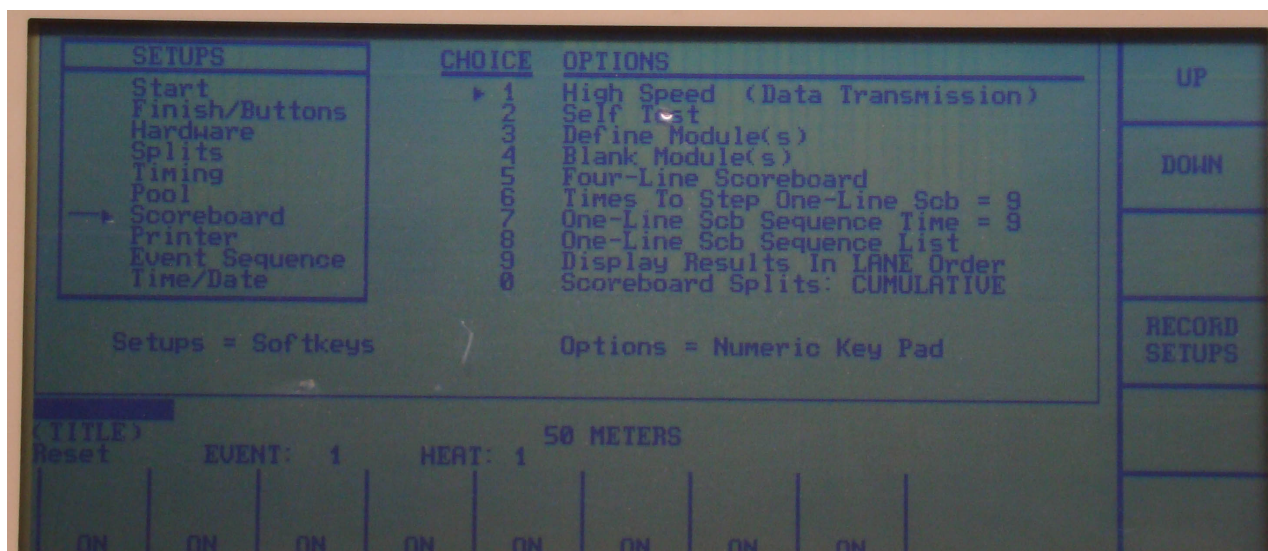 SETUPS
Start
Finish/Buttons
Hardware
Splits
Timing
Pool
Scoreboard
Printer
Event Sequence
Time/Date
CHOICE OPTIONS
1 High Speed (Data Transmission)
2 Self Test
3 Define Module(s)
4 Blank Module(s)
5 Four-Line Scoreboard
6 Times To Step One-Line Scb = 9
7 One-Line Scb Sequence Time = 9
8 One-Line Scb Sequence List
9 Display Results In LANE Order
0 Scoreboard Splits: CUMULATIVE
Setups = Softkeys
Options = Numeric Key Pad
UP
DOWN
RECORD
SETUPS
(TITLE)
50 METERS
Reset EVENT: 1 HEAT: 1
ON ON ON ON ON ON ON ON